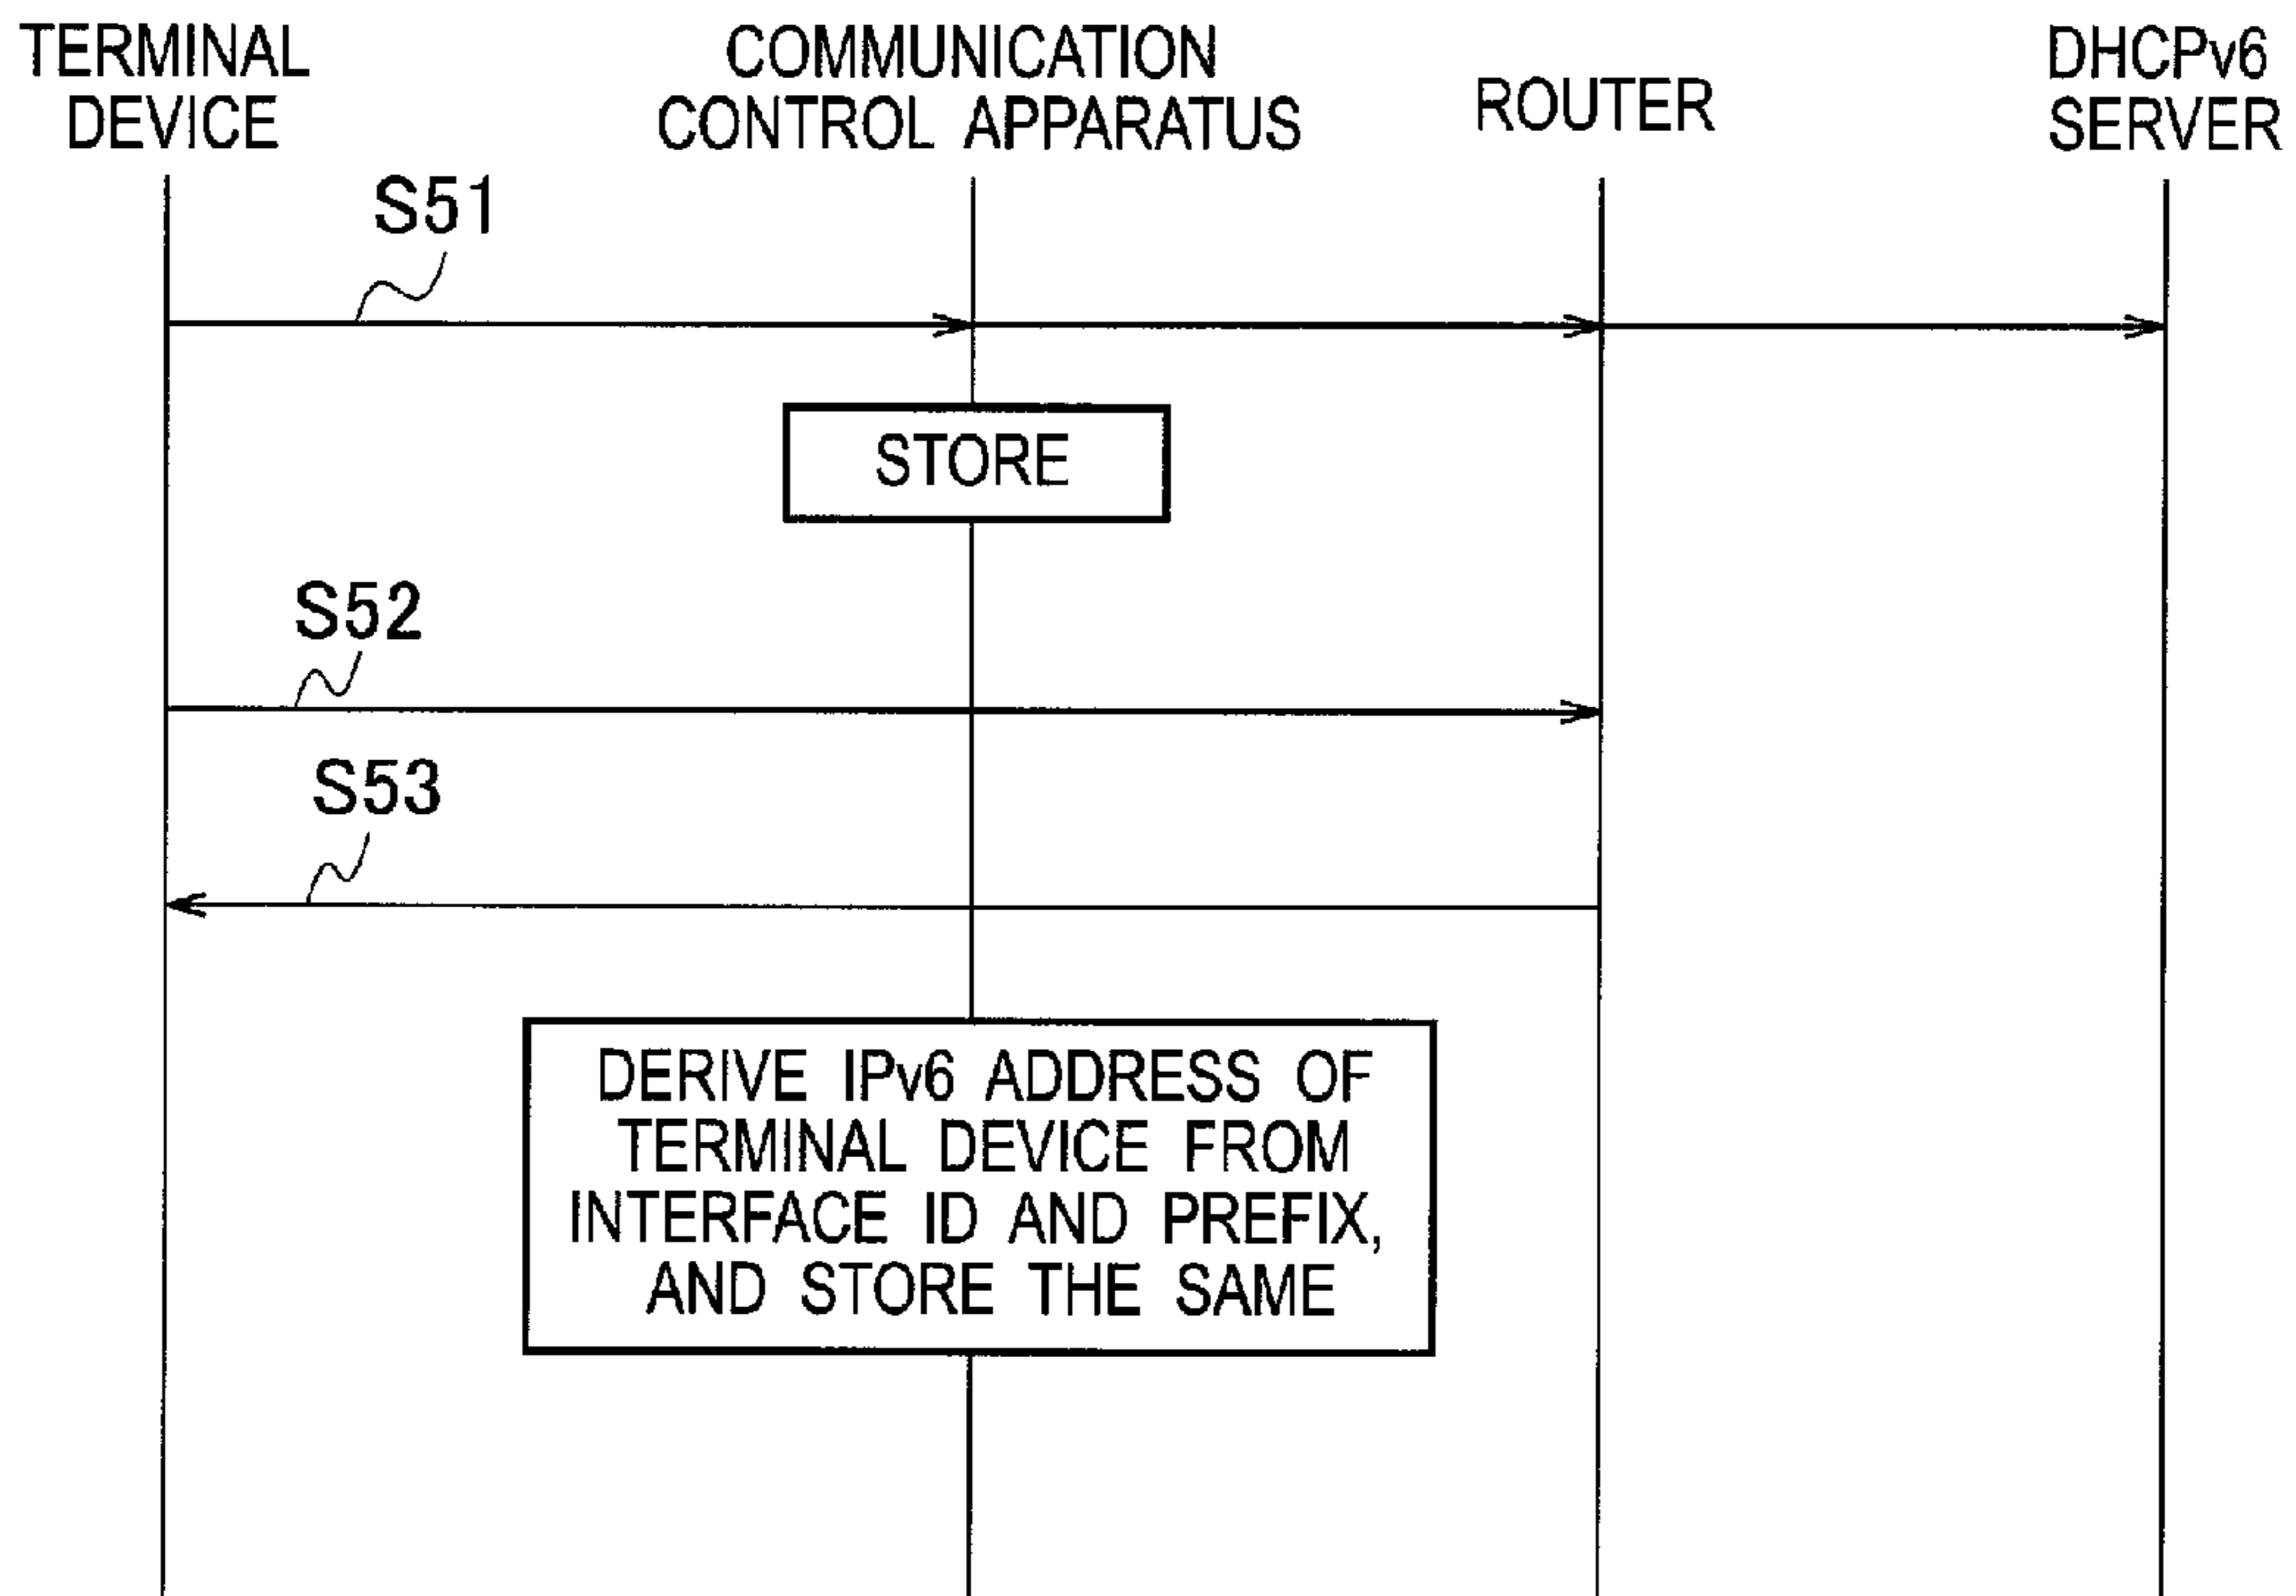 TERMINAL
DEVICE
COMMUNICATION
CONTROL APPARATUS
ROUTER
DHCPv6
SERVER
S51
STORE
S52
S53
DERIVE IPv6 ADDRESS OF
TERMINAL DEVICE FROM
INTERFACE ID AND PREFIX,
AND STORE THE SAME